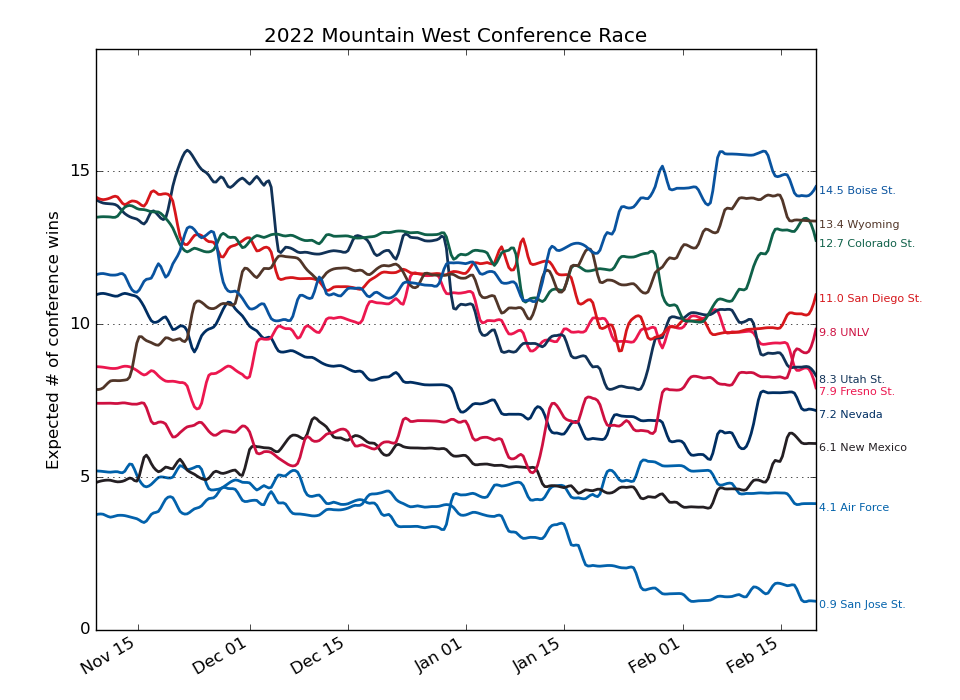 2022 Mountain West Conference Race
Expected # of conference wins
15
10
5
0
Nov 15
Dec 01
Dec 15
Jan 01
Jan 15
Feb 01
Feb 15
14.5 Boise St.
13.4 Wyoming
12.7 Colorado St.
11.0 San Diego St.
9.8 UNLV
8.3 Utah St.
7.9 Fresno St.
7.2 Nevada
6.1 New Mexico
4.1 Air Force
0.9 San Jose St.